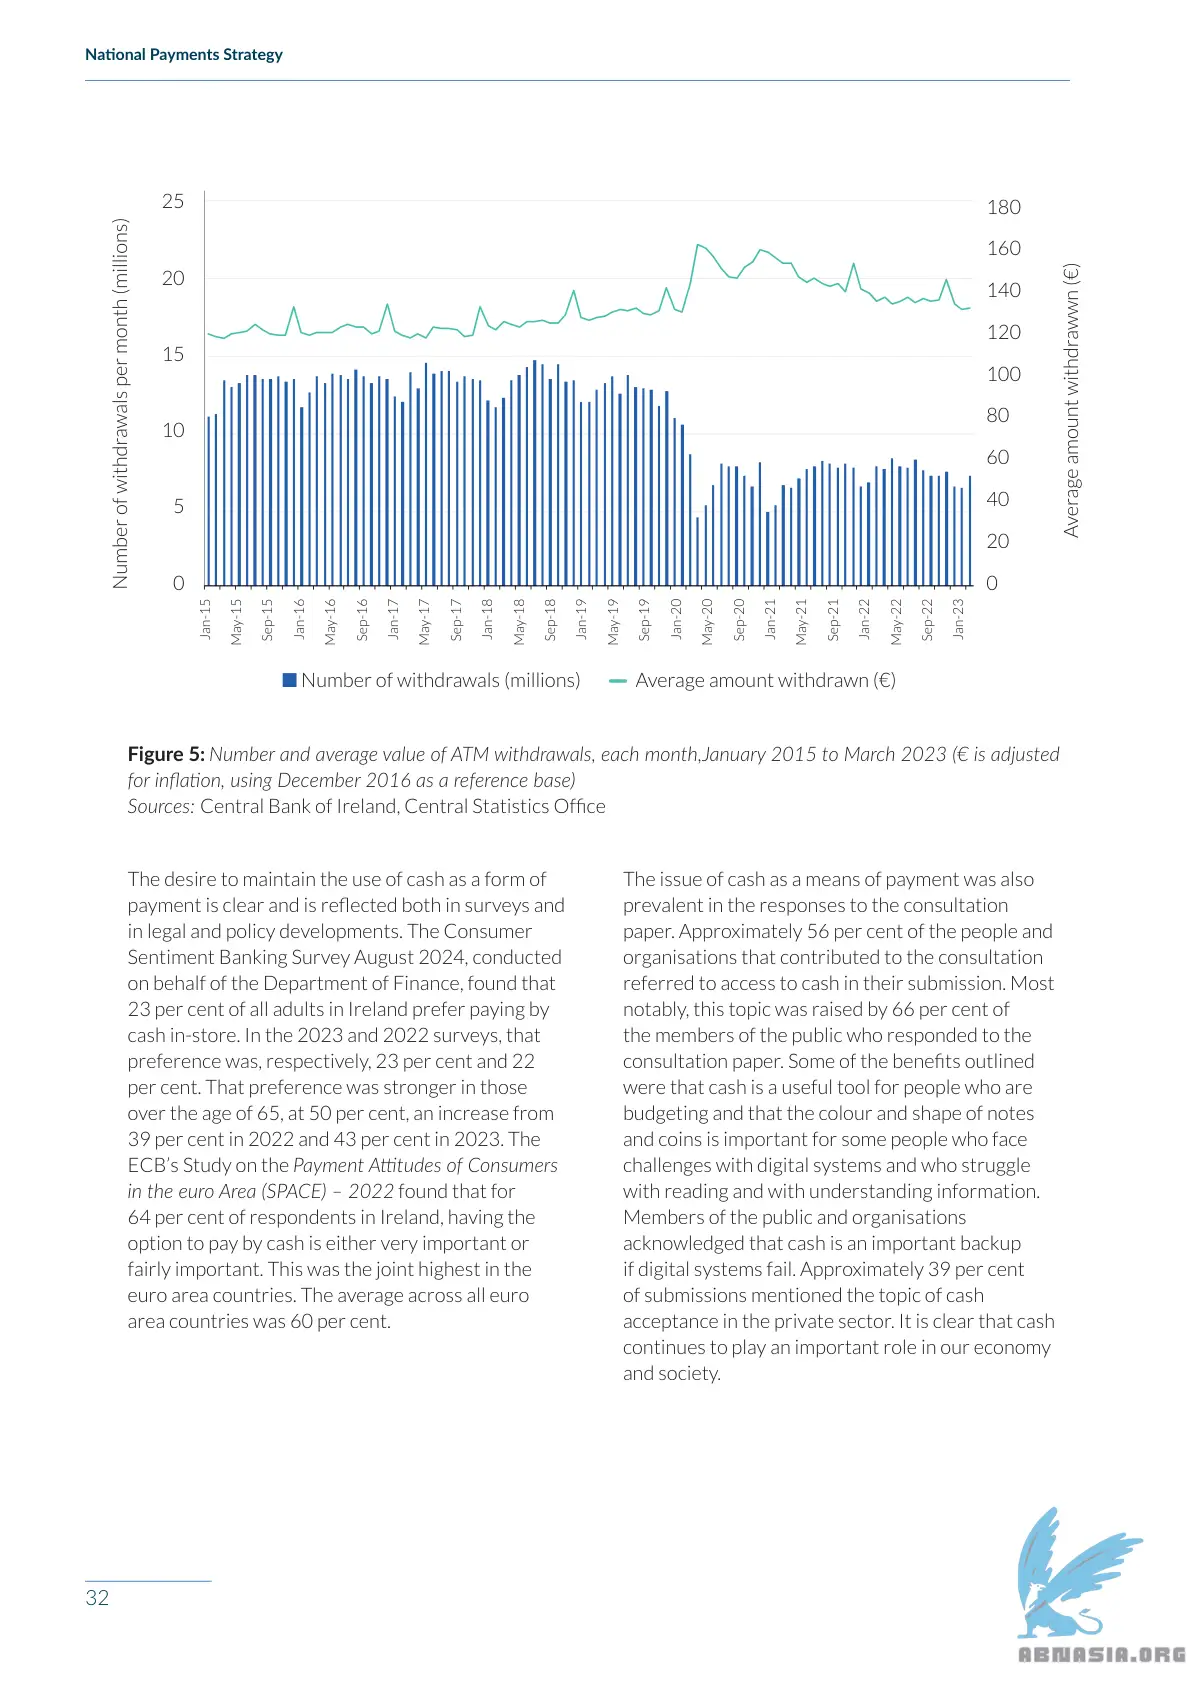 National Payments Strategy
Number of withdrawals per month (millions)
25
20
15
10
5
0
180
160
140
120
100
80
60
40
20
0
Average amount withdrawwn (€)
Jan-15
May-15
Sep-15
Jan-16
May-16
Sep-16
Jan-17
May-17
Sep-17
Jan-18
May-18
Sep-18
Jan-19
May-19
Sep-19
Jan-20
May-20
Sep-20
Jan-21
May-21
Sep-21
Jan-22
May-22
Sep-22
Jan-23
Number of withdrawals (millions)
Average amount withdrawn (€)
Figure 5: Number and average value of ATM withdrawals, each month,January 2015 to March 2023 (€ is adjusted
for inflation, using December 2016 as a reference base)
Sources: Central Bank of Ireland, Central Statistics Office
The desire to maintain the use of cash as a form of
payment is clear and is reflected both in surveys and
in legal and policy developments. The Consumer
Sentiment Banking Survey August 2024, conducted
on behalf of the Department of Finance, found that
23 per cent of all adults in Ireland prefer paying by
cash in-store. In the 2023 and 2022 surveys, that
preference was, respectively, 23 per cent and 22
per cent. That preference was stronger in those
over the age of 65, at 50 per cent, an increase from
39 per cent in 2022 and 43 per cent in 2023. The
ECB’s Study on the Payment Attitudes of Consumers
in the euro Area (SPACE) – 2022 found that for
64 per cent of respondents in Ireland, having the
option to pay by cash is either very important or
fairly important. This was the joint highest in the
euro area countries. The average across all euro
area countries was 60 per cent.
The issue of cash as a means of payment was also
prevalent in the responses to the consultation
paper. Approximately 56 per cent of the people and
organisations that contributed to the consultation
referred to access to cash in their submission. Most
notably, this topic was raised by 66 per cent of
the members of the public who responded to the
consultation paper. Some of the benefits outlined
were that cash is a useful tool for people who are
budgeting and that the colour and shape of notes
and coins is important for some people who face
challenges with digital systems and who struggle
with reading and with understanding information.
Members of the public and organisations
acknowledged that cash is an important backup
if digital systems fail. Approximately 39 per cent
of submissions mentioned the topic of cash
acceptance in the private sector. It is clear that cash
continues to play an important role in our economy
and society.
32
ABNASIA.ORG